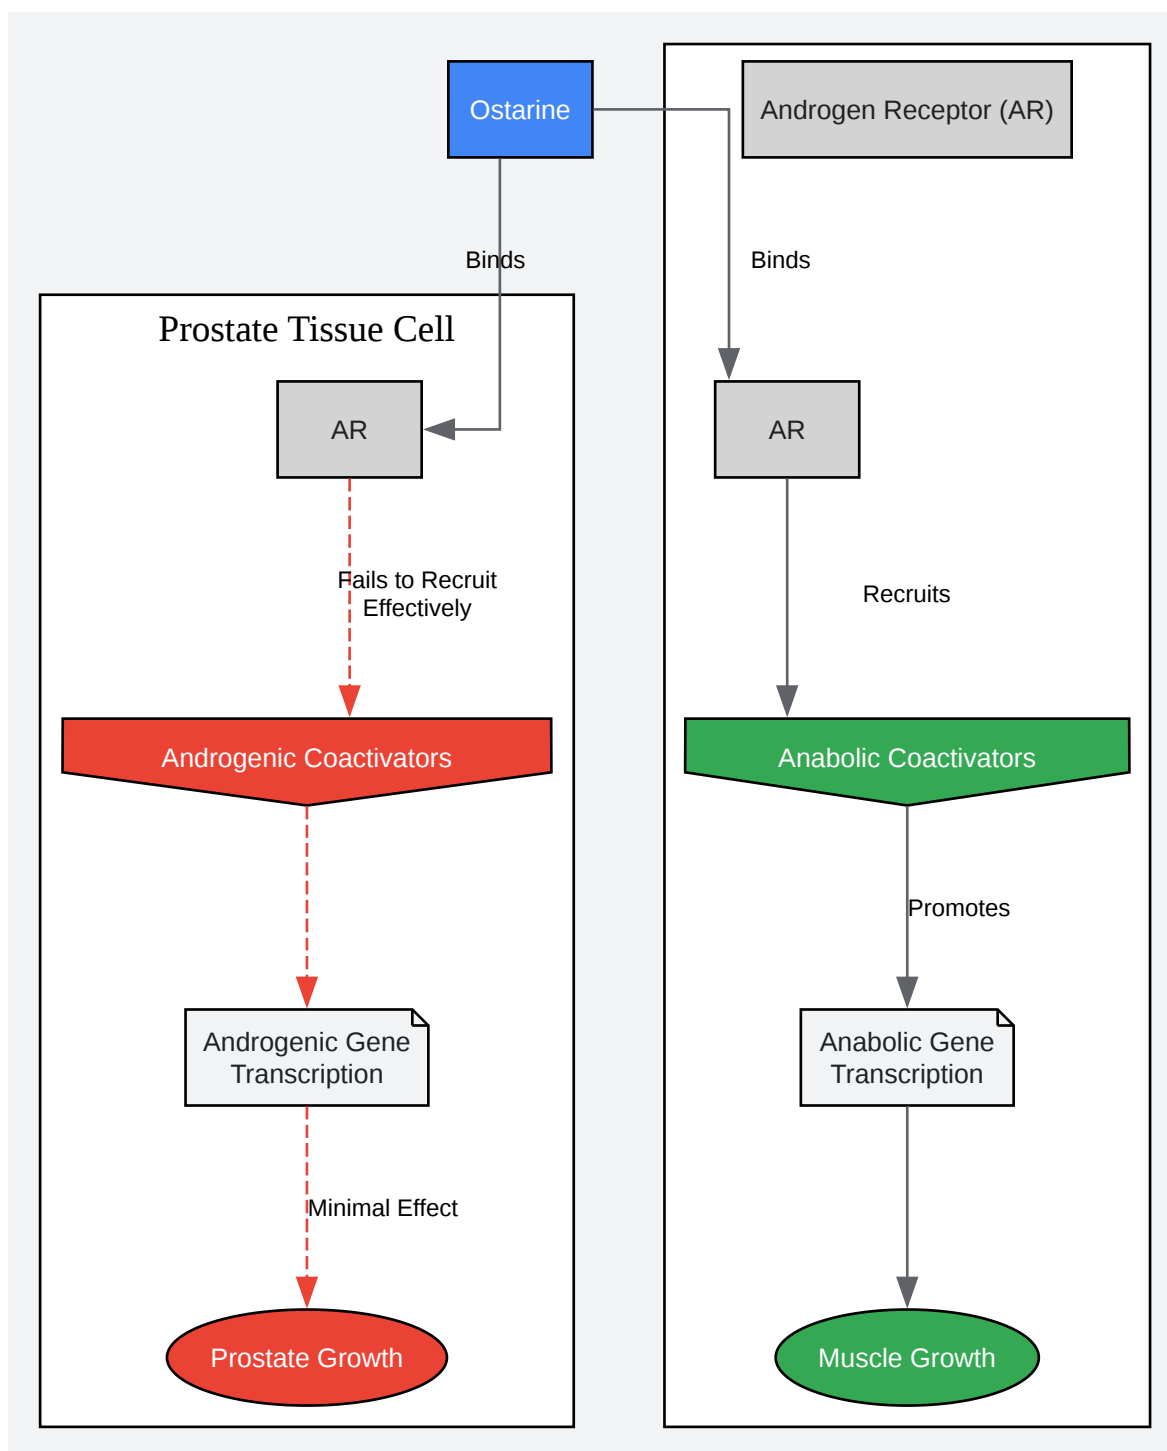 Ostarine
Androgen Receptor (AR)
Binds
Binds
Prostate Tissue Cell
AR
AR
Fails to Recruit
Effectively
Recruits
Androgenic Coactivators
Anabolic Coactivators
Promotes
Androgenic Gene
Transcription
Anabolic Gene
Transcription
Minimal Effect
Prostate Growth
Muscle Growth